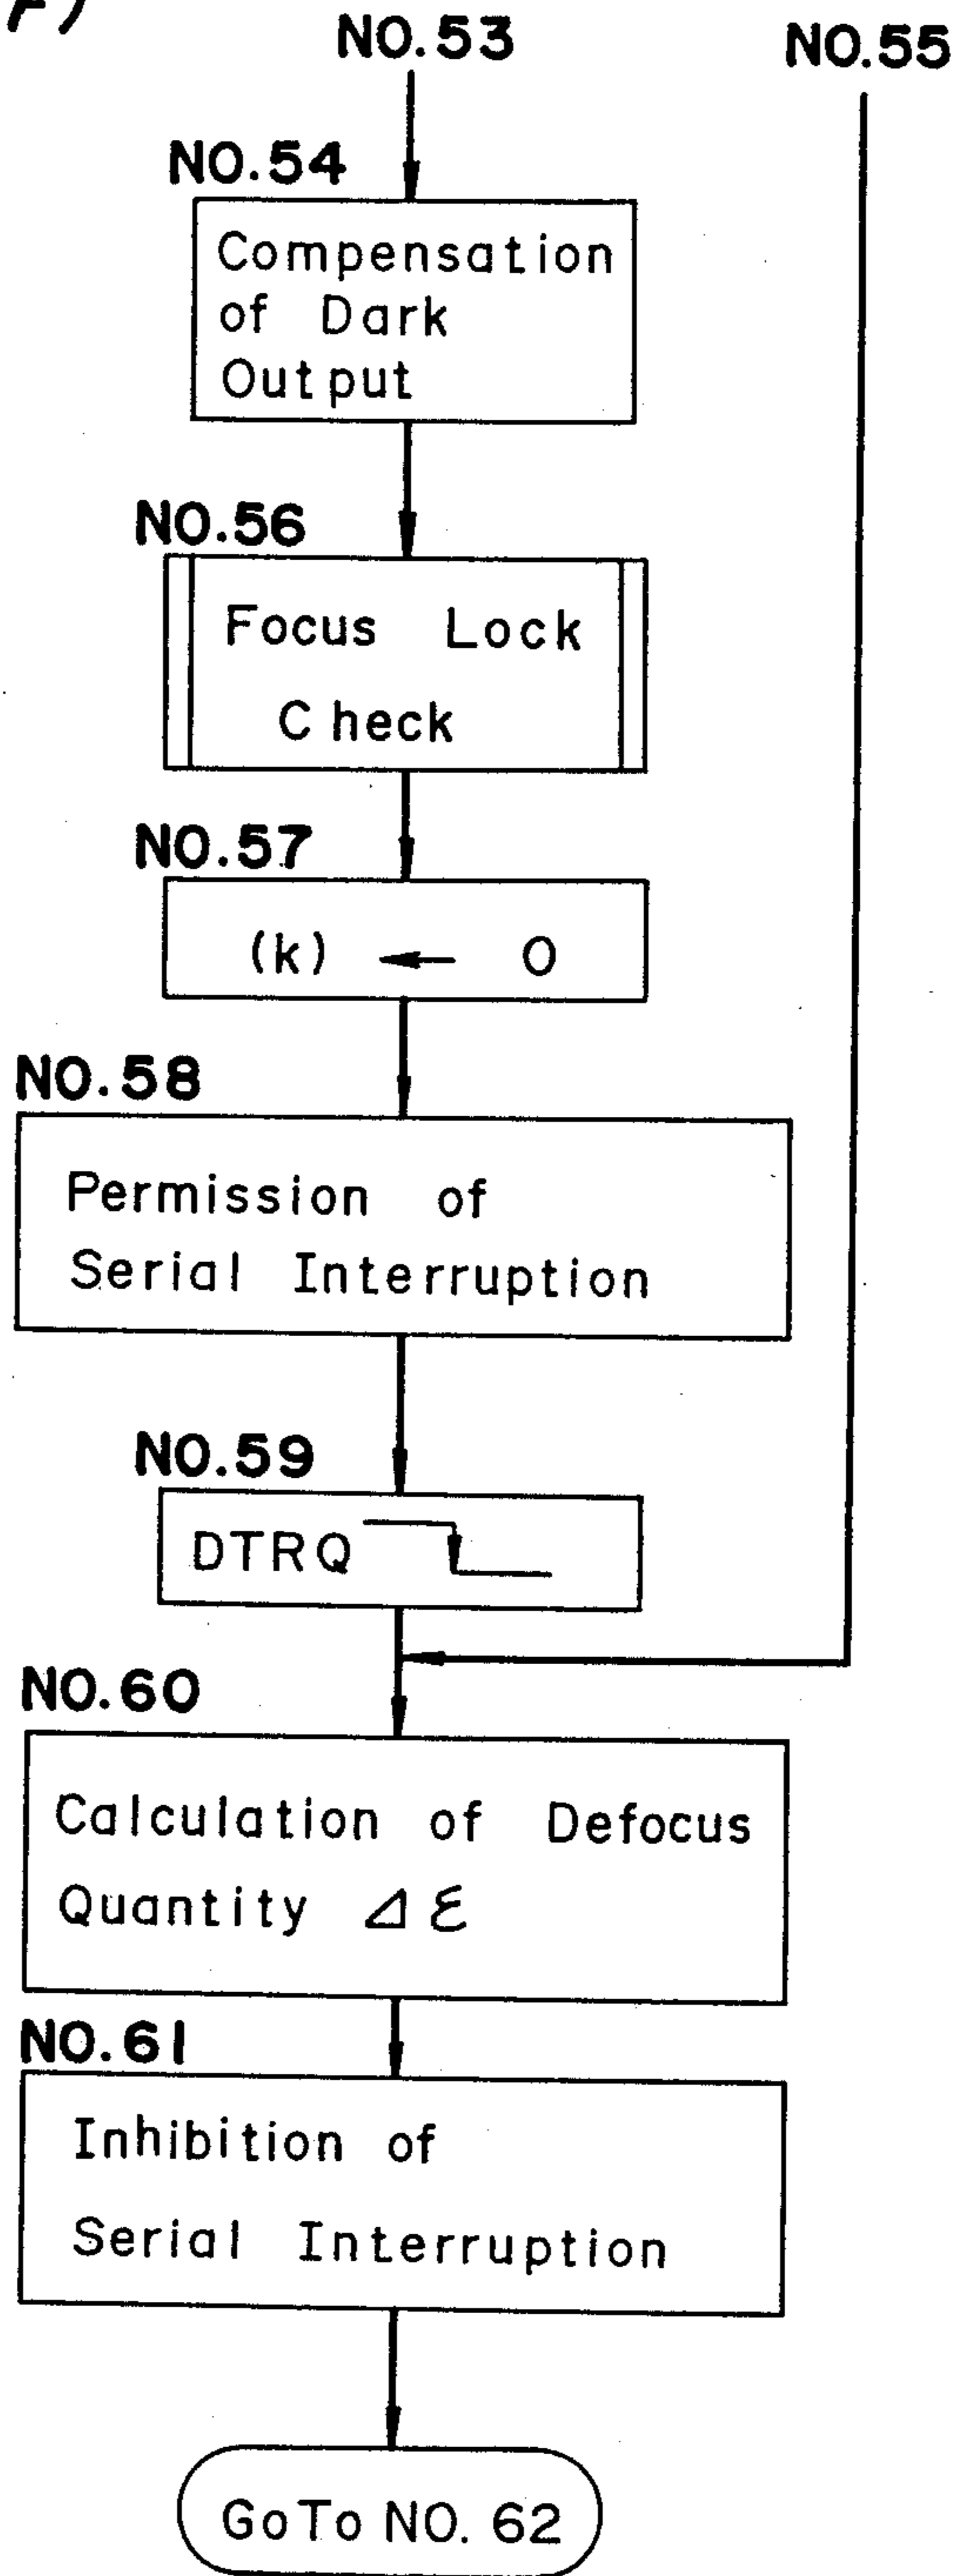 F)
NO.53
NO.55
NO.54
Compensation
of Dark
Output
NO.56
Focus Lock
Check
NO.57
(k) ← O
NO.58
Permission of
Serial Interruption
NO.59
DTRQ
NO.60
Calculation of Defocus
Quantity Δ ε
NO.61
Inhibition of
Serial Interruption
GoTo NO. 62